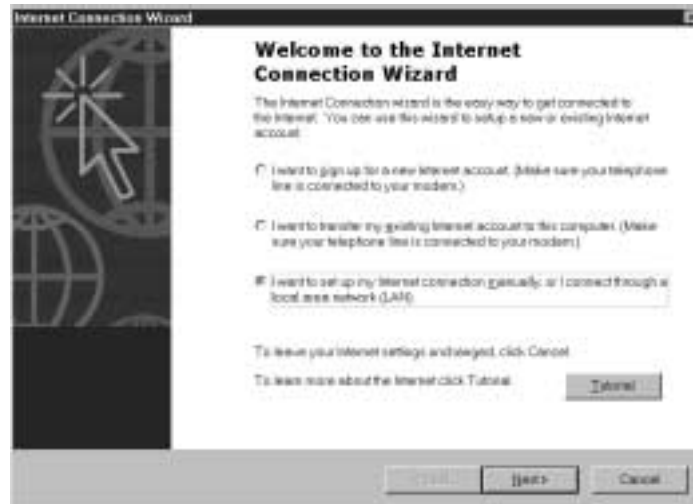 Internet Connection Wizard
Welcome to the Internet
Connection Wizard
The Internet Connection wizard is the easy way to get connected to
the Internet. You can use this wizard to setup a new or existing Internet
account.
I want to sign up for a new Internet account. (Make sure your telephone
line is connected to your modem.)
I want to transfer my existing Internet account to this computer. (Make
sure your telephone line is connected to your modem.)
I want to set up my Internet connection manually, or I connect through a
local area network (LAN).
To leave your Internet settings unchanged, click Cancel.
To learn more about the Internet click Tutorial.
Tutorial
Next >
Cancel